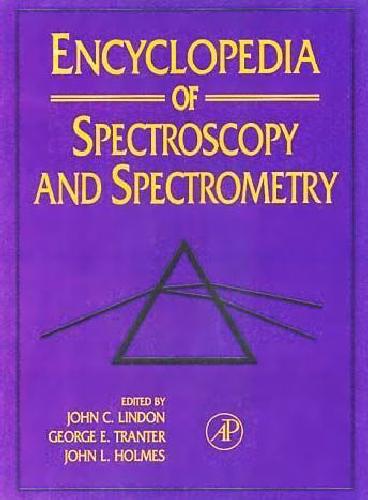 ENCYCLOPEDIA
OF
SPECTROSCOPY
AND SPECTROMETRY
EDITED BY
JOHN C. LINDON
GEORGE E. TRANTER
JOHN L. HOLMES
AP